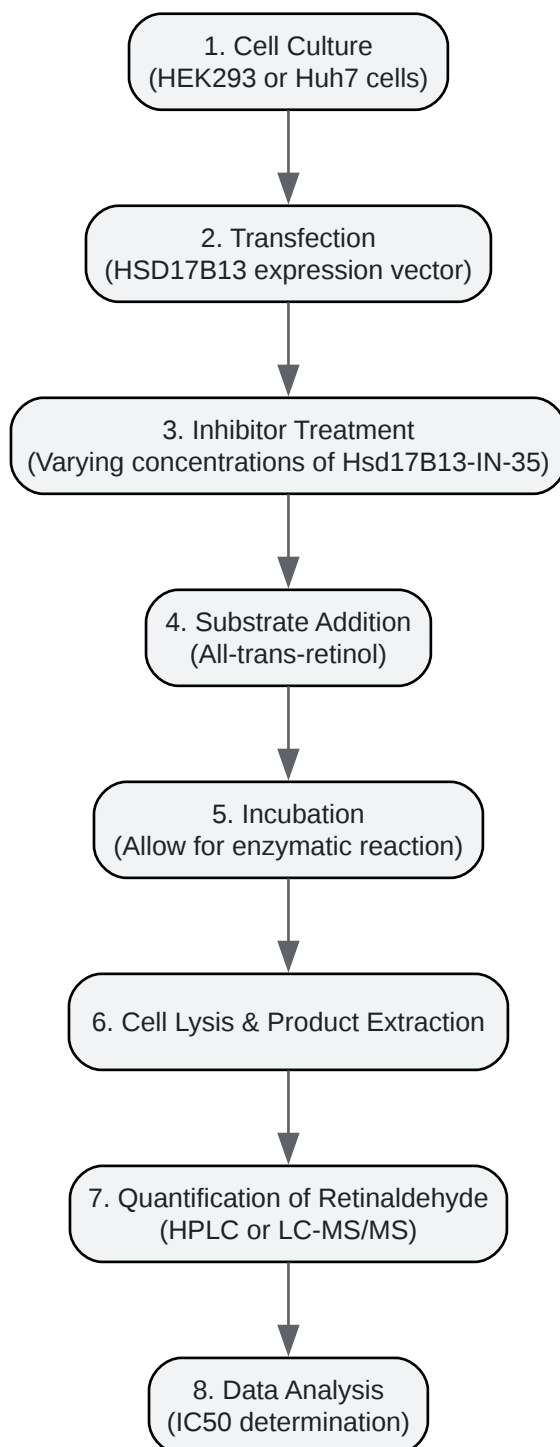 1. Cell Culture
(HEK293 or Huh7 cells)
2. Transfection
(HSD17B13 expression vector)
3. Inhibitor Treatment
(Varying concentrations of Hsd17B13-IN-35)
4. Substrate Addition
(All-trans-retinol)
5. Incubation
(Allow for enzymatic reaction)
6. Cell Lysis & Product Extraction
7. Quantification of Retinaldehyde
(HPLC or LC-MS/MS)
8. Data Analysis
(IC50 determination)